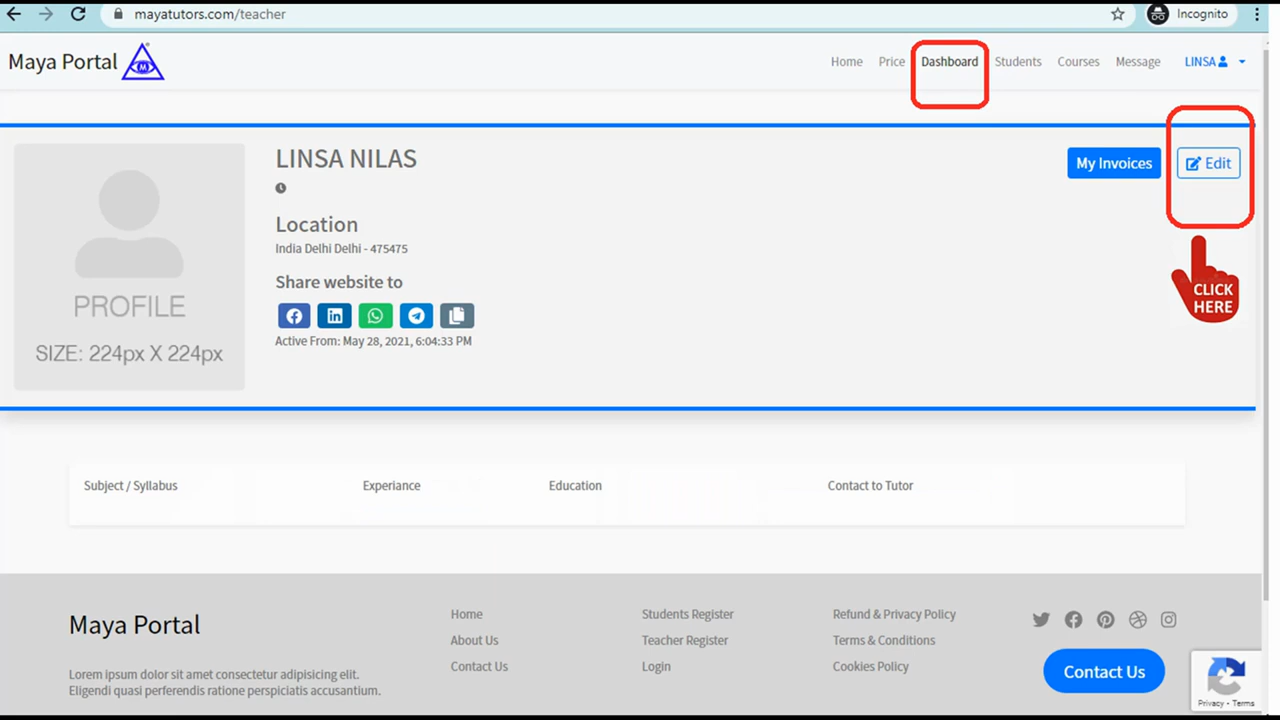 mayatutors.com/teacher
Incognito
Maya Portal
M
Home Price Dashboard Students Courses Message LINSA
LINSA NILAS
My Invoices
Edit
Location
India Delhi Delhi - 475475
Share website to
Active From: May 28, 2021, 6:04:33 PM
PROFILE
SIZE: 224px X 224px
CLICK
HERE
Subject / Syllabus Experiance Education Contact to Tutor
Maya Portal
Lorem ipsum dolor sit amet consectetur adipisicing elit.
Eligendi quasi perferendis ratione perspiciatis accusantium.
Home
About Us
Contact Us
Students Register
Teacher Register
Login
Refund & Privacy Policy
Terms & Conditions
Cookies Policy
Contact Us
Privacy - Terms